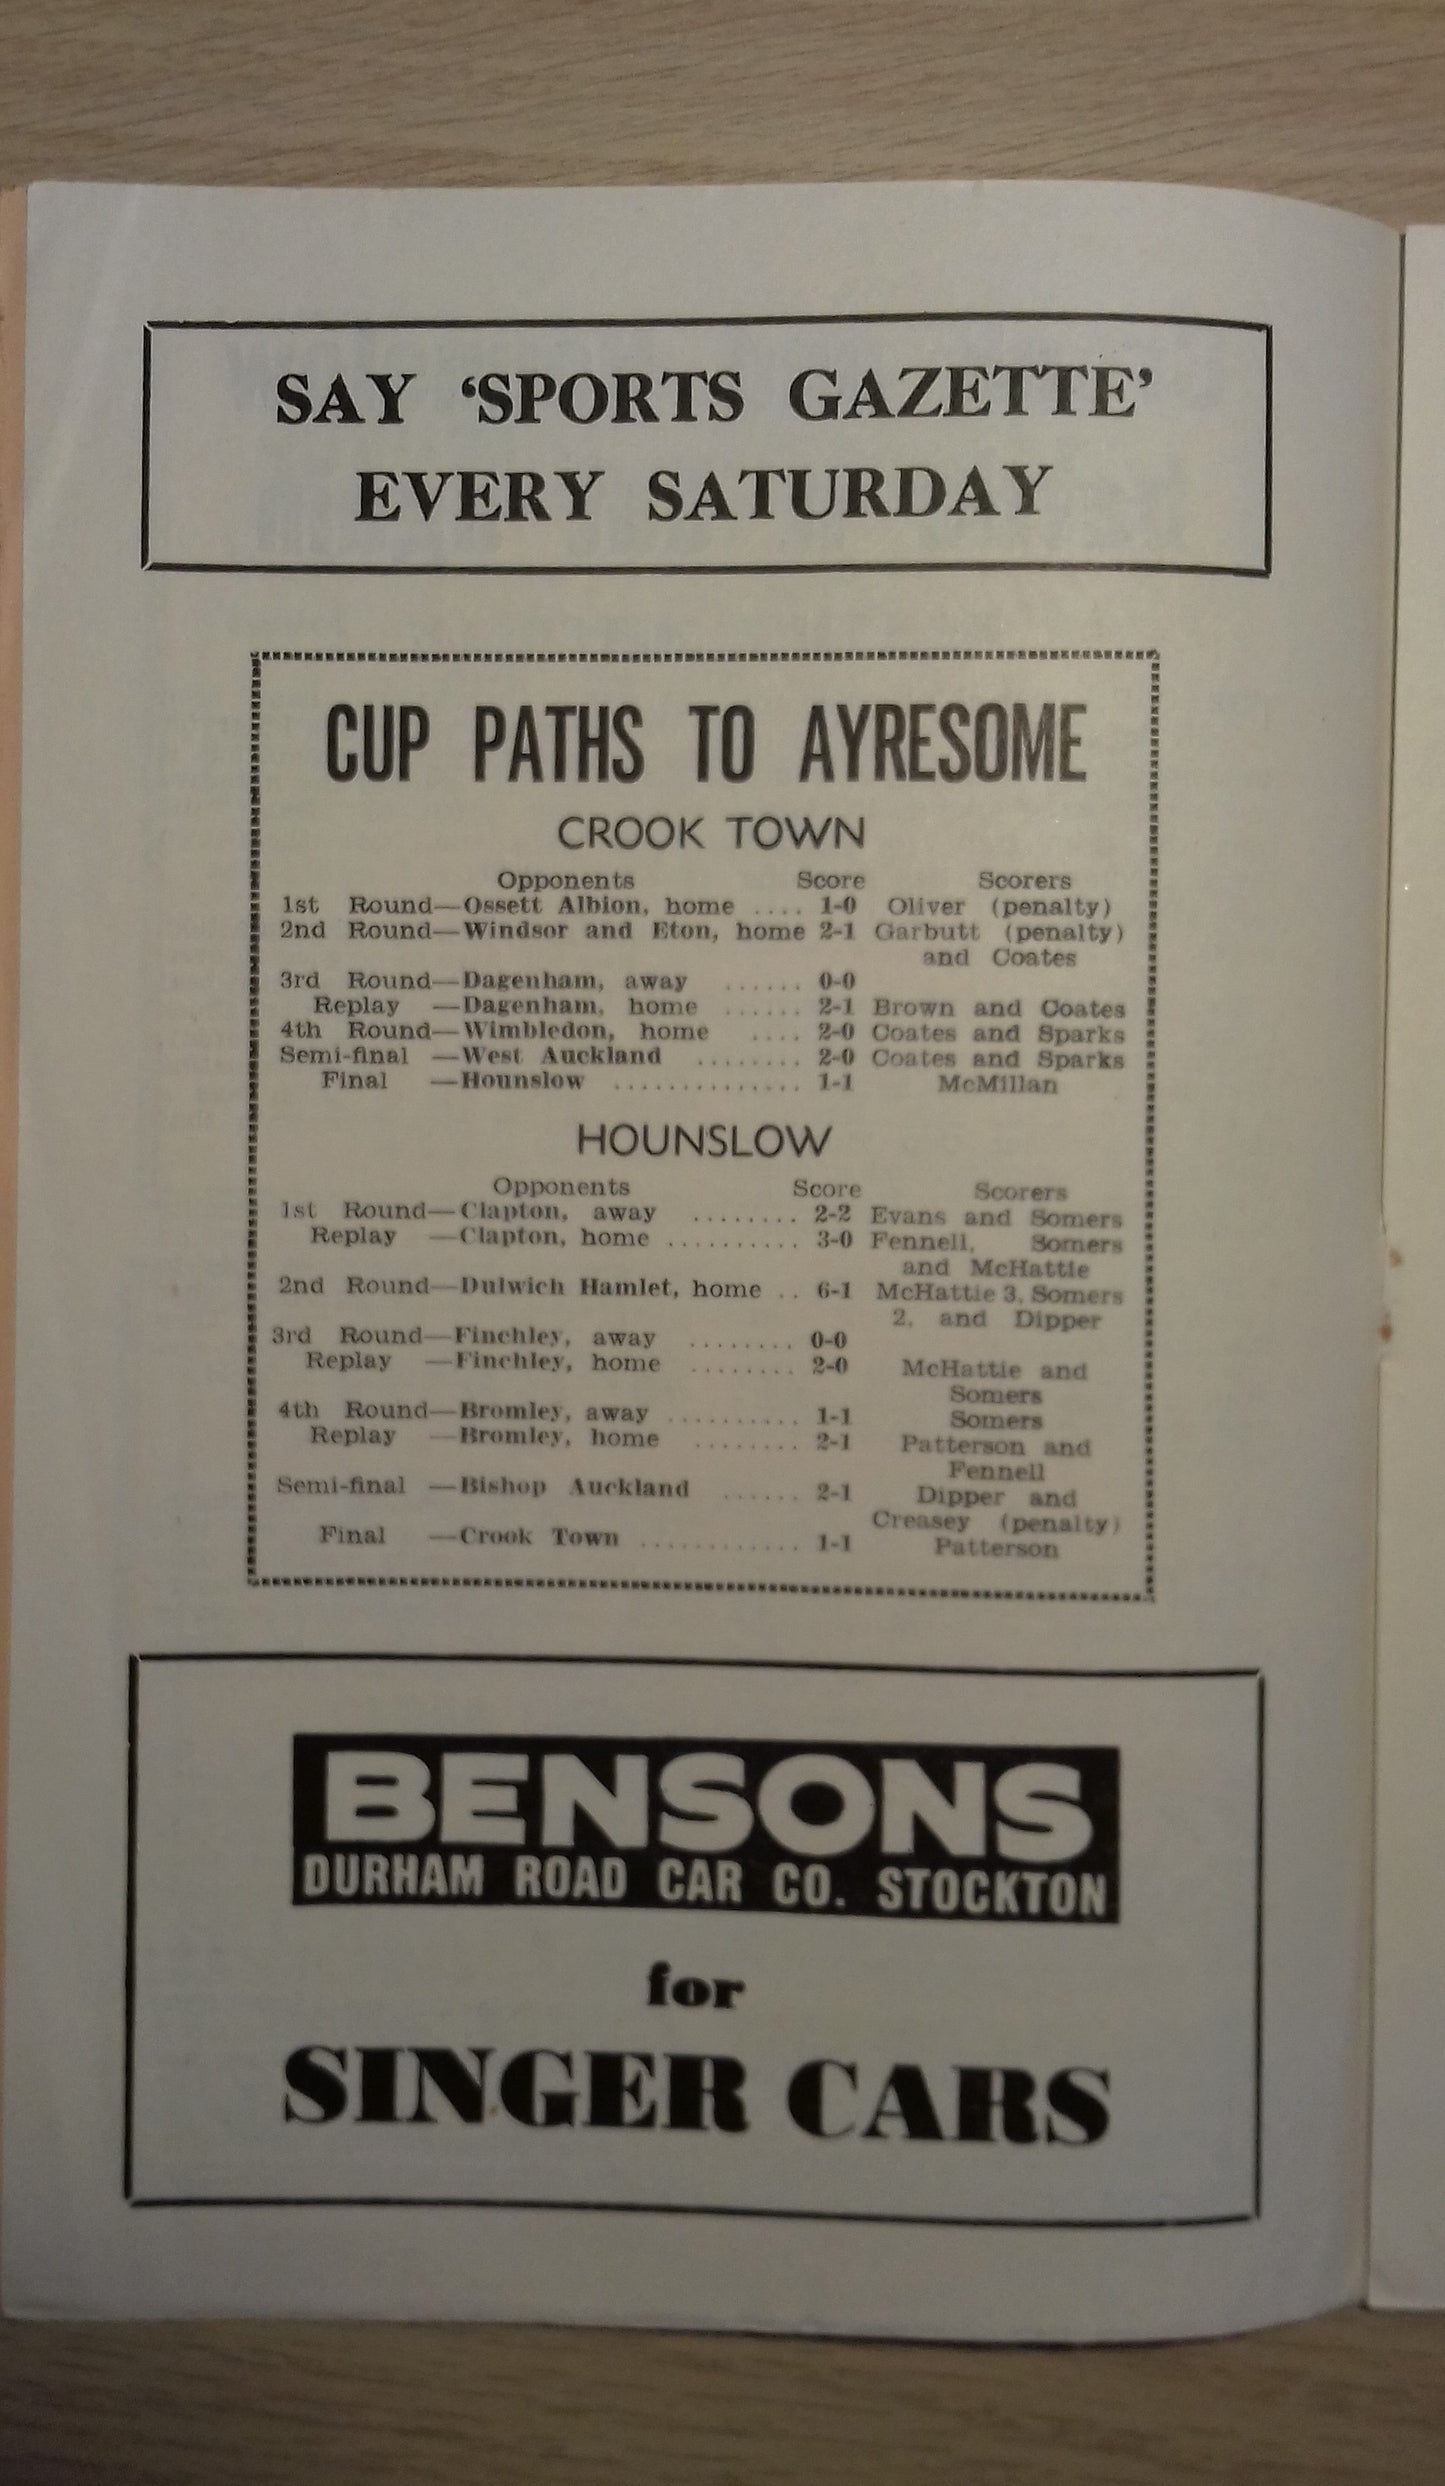 SAY ‘SPORTS GAZETTE’
EVERY SATURDAY
CUP PATHS TO AYRESOME
CROOK TOWN
Opponents Score Scorers
1st Round—Ossett Albion, home .... 1-0 Oliver (penalty)
2nd Round—Windsor and Eton, home 2-1 Garbutt (penalty)
and Coates
3rd Round—Dagenham, away ...... 0-0
Replay —Dagenham, home ...... 2-1 Brown and Coates
4th Round—Wimbledon, home .... 2-0 Coates and Sparks
Semi-final —West Auckland ........ 2-0 Coates and Sparks
Final —Hounslow .............. 1-1 McMillan
HOUNSLOW
Opponents Score Scorers
1st Round—Clapton, away ........ 2-2 Evans and Somers
Replay —Clapton, home .......... 3-0 Fennell, Somers
and McHattie
2nd Round—Dulwich Hamlet, home .. 6-1 McHattie 3, Somers
2, and Dipper
3rd Round—Finchley, away ........ 0-0
Replay —Finchley, home ........ 2-0 McHattie and
Somers
4th Round—Bromley, away .......... 1-1 Somers
Replay —Bromley, home ........ 2-1 Patterson and
Fennell
Semi-final —Bishop Auckland ...... 2-1 Dipper and
Creasey (penalty)
Final —Crook Town ............ 1-1 Patterson
BENSONS
DURHAM ROAD CAR CO. STOCKTON
for
SINGER CARS